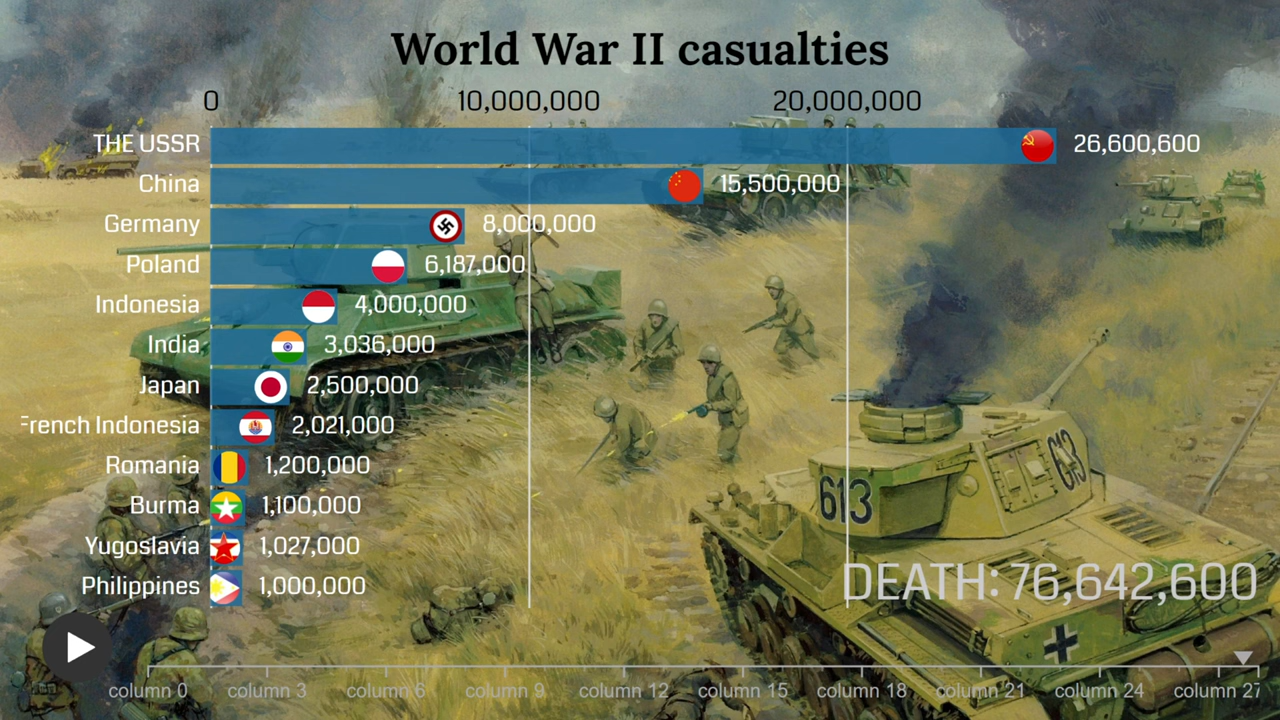 World War II casualties
0 10,000,000 20,000,000
THE USSR 26,600,600
China 15,500,000
Germany 8,000,000
Poland 6,187,000
Indonesia 4,000,000
India 3,036,000
Japan 2,500,000
French Indonesia 2,021,000
Romania 1,200,000
Burma 1,100,000
Yugoslavia 1,027,000
Philippines 1,000,000
613 613
DEATH: 76,642,600
column 0 column 3 column 6 column 9 column 12 column 15 column 18 column 21 column 24 column 27